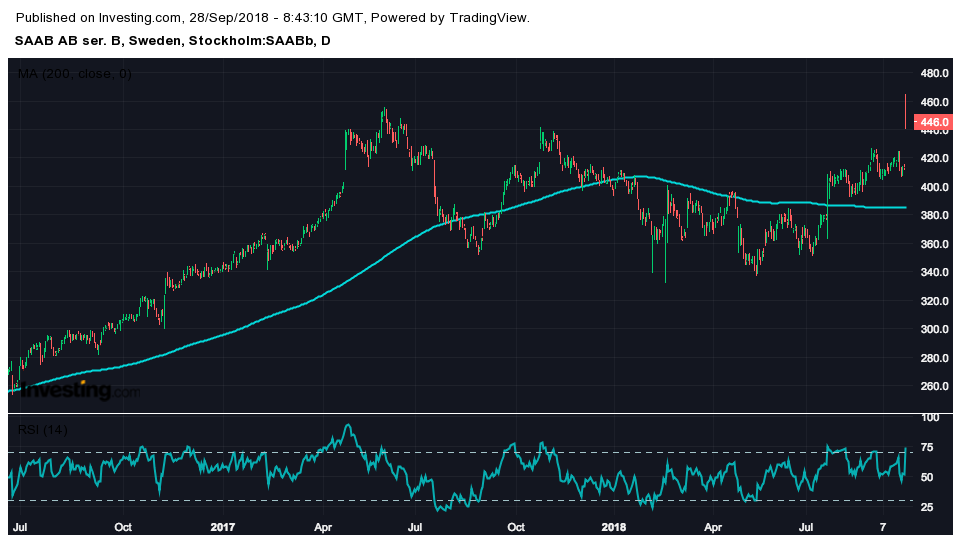 Published on Investing.com, 28/Sep/2018 - 8:43:10 GMT, Powered by TradingView.
SAAB AB ser. B, Sweden, Stockholm:SAABb, D
MA (200, close, 0)
480.0
460.0
446.0
440.0
420.0
400.0
380.0
360.0
340.0
320.0
300.0
280.0
260.0
Investing.com
RSI (14)
100
75
50
25
Jul Oct 2017 Apr Jul Oct 2018 Apr Jul 7